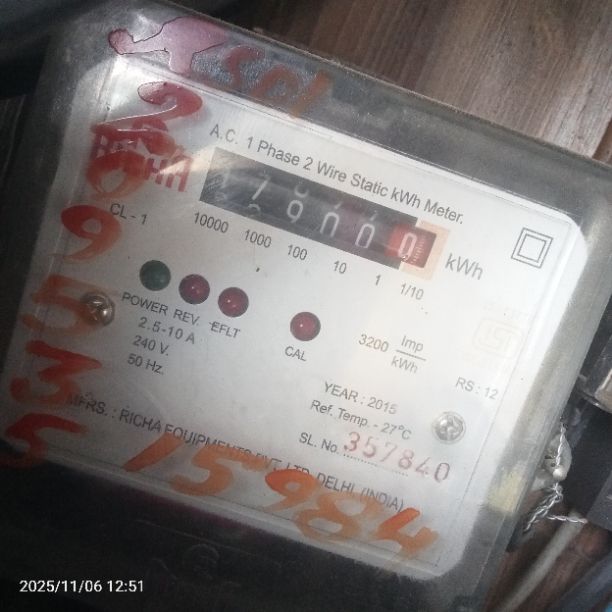 A.C. 1 Phase 2 Wire Static kWh Meter.
RICHA
CL - 1
10000 1000 100 10 1 1/10
kWh
POWER REV. EFLT
CAL
2.5-10 A
240 V.
50 Hz.
3200 Imp
kWh
RS : 12
YEAR : 2015
Ref. Temp. - 27°C
SL. No. 357840
MFRS. : RICHA EQUIPMENTS PVT. LTD. DELHI (INDIA)
15984
2025/11/06 12:51